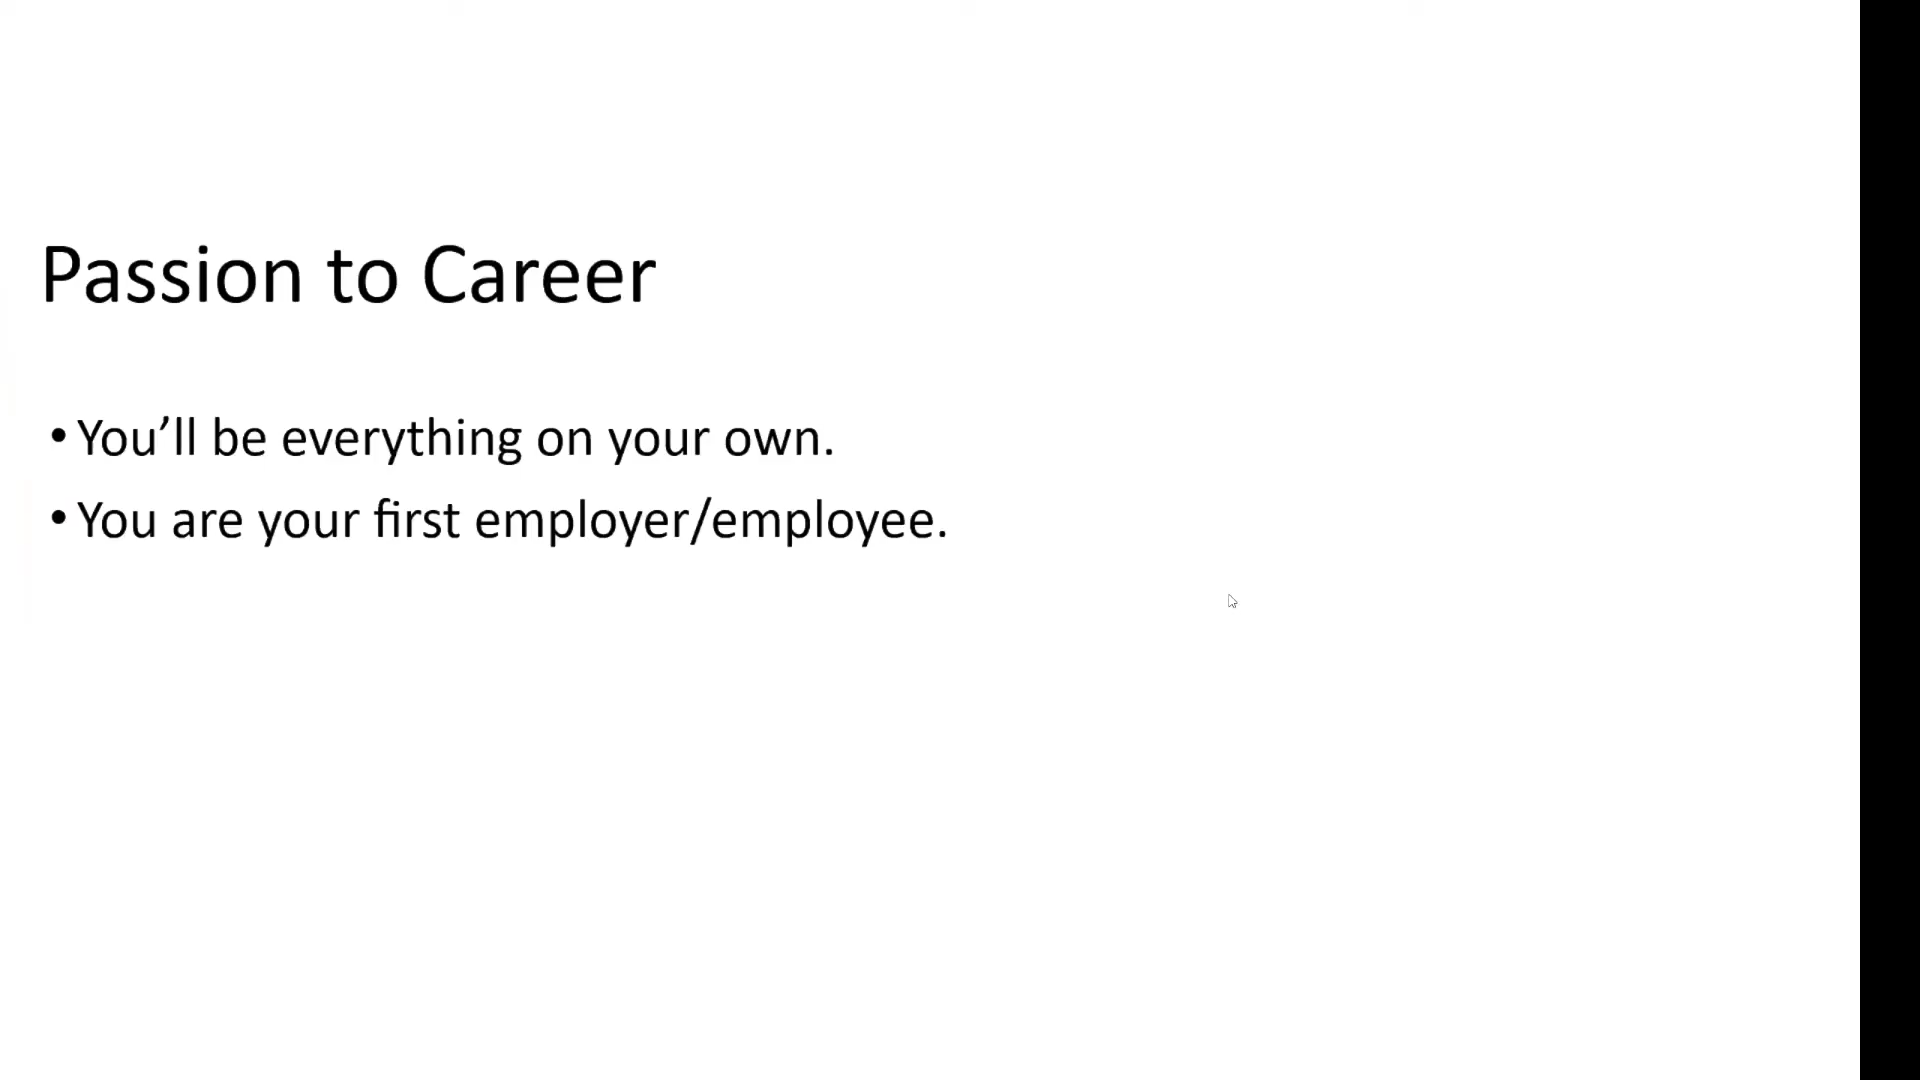 Passion to Career
• You’ll be everything on your own.
• You are your first employer/employee.